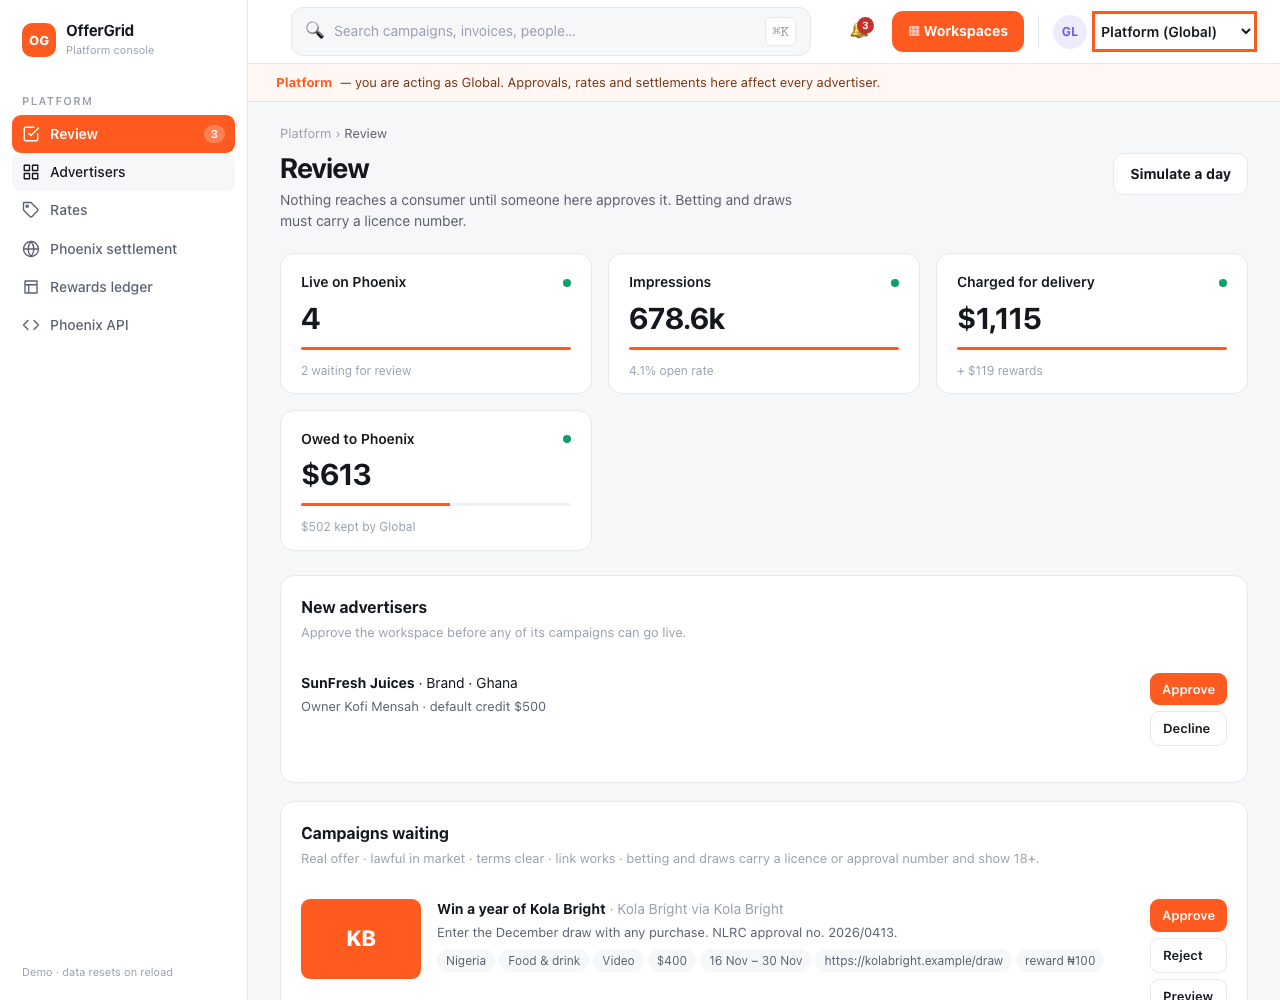 OG
OfferGrid
Platform console
Search campaigns, invoices, people...
⌘K
3
Workspaces
GL
Platform (Global)
Platform — you are acting as Global. Approvals, rates and settlements here affect every advertiser.
PLATFORM
Review
3
Advertisers
Rates
Phoenix settlement
Rewards ledger
Phoenix API
Demo · data resets on reload
Platform › Review
Review
Nothing reaches a consumer until someone here approves it. Betting and draws
must carry a licence number.
Simulate a day
Live on Phoenix
4
2 waiting for review
Impressions
678.6k
4.1% open rate
Charged for delivery
$1,115
+ $119 rewards
Owed to Phoenix
$613
$502 kept by Global
New advertisers
Approve the workspace before any of its campaigns can go live.
SunFresh Juices · Brand · Ghana
Owner Kofi Mensah · default credit $500
Approve
Decline
Campaigns waiting
Real offer · lawful in market · terms clear · link works · betting and draws carry a licence or approval number and show 18+.
KB
Win a year of Kola Bright · Kola Bright via Kola Bright
Enter the December draw with any purchase. NLRC approval no. 2026/0413.
Nigeria Food & drink Video $400 16 Nov – 30 Nov https://kolabright.example/draw reward ₦100
Approve
Reject
Preview